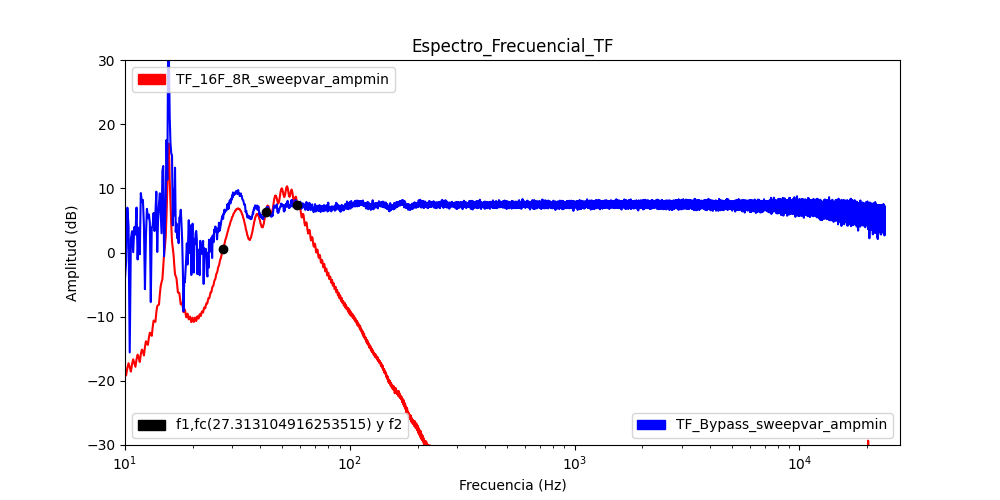 Espectro_Frecuencial_TF
Amplitud (dB)
30
20
10
0
−10
−20
−30
TF_16F_8R_sweepvar_ampmin
f1,fc(27.313104916253515) y f2
TF_Bypass_sweepvar_ampmin
10¹ 10² 10³ 10⁴
Frecuencia (Hz)